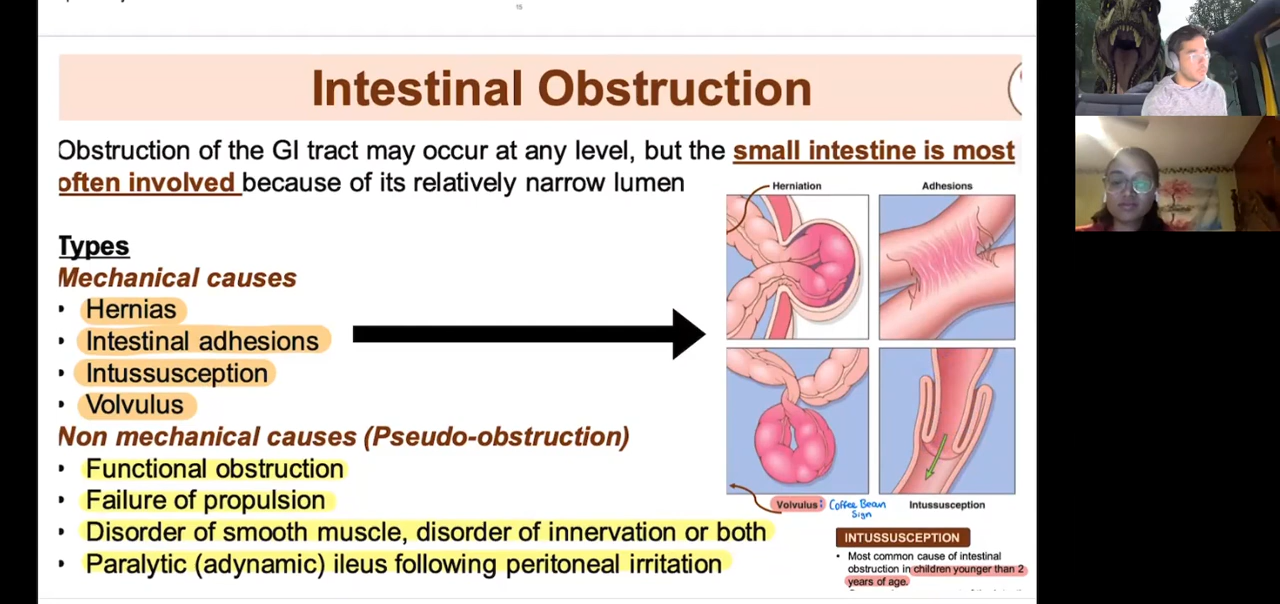 Intestinal Obstruction
Obstruction of the GI tract may occur at any level, but the small intestine is most
often involved because of its relatively narrow lumen
Herniation
Adhesions
Types
Mechanical causes
• Hernias
• Intestinal adhesions
• Intussusception
• Volvulus
Non mechanical causes (Pseudo-obstruction)
• Functional obstruction
• Failure of propulsion
• Disorder of smooth muscle, disorder of innervation or both
• Paralytic (adynamic) ileus following peritoneal irritation
Volvulus: Coffee Bean
Sign
Intussusception
INTUSSUSCEPTION
• Most common cause of intestinal
obstruction in children younger than 2
years of age.